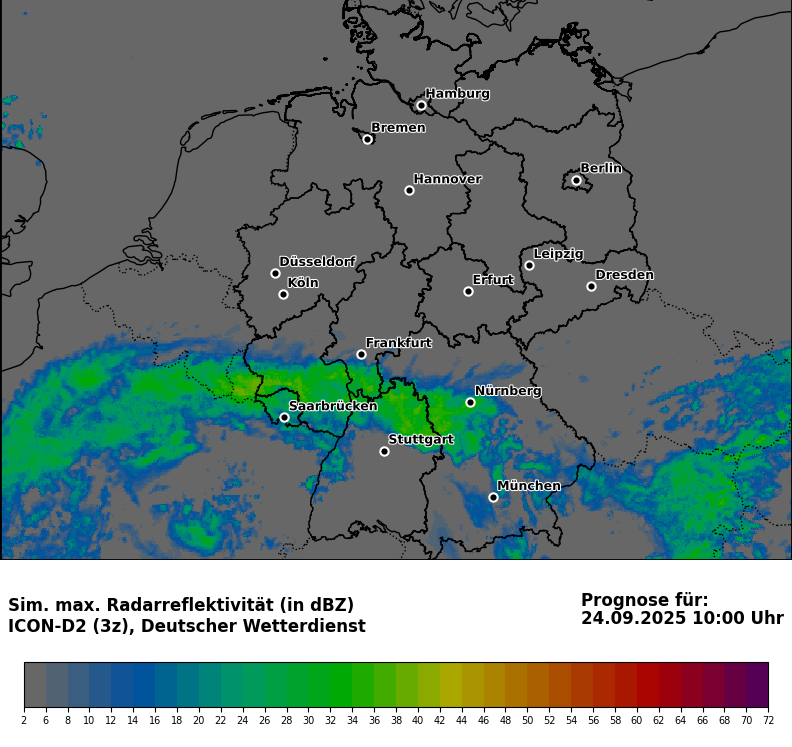 Hamburg
Bremen
Berlin
Hannover
Leipzig
Düsseldorf
Dresden
Köln
Erfurt
Frankfurt
Nürnberg
Saarbrücken
Stuttgart
München
Sim. max. Radarreflektivität (in dBZ)
ICON-D2 (3z), Deutscher Wetterdienst
Prognose für:
24.09.2025 10:00 Uhr
2 6 8 10 12 14 16 18 20 22 24 26 28 30 32 34 36 38 40 42 44 46 48 50 52 54 56 58 60 62 64 66 68 70 72